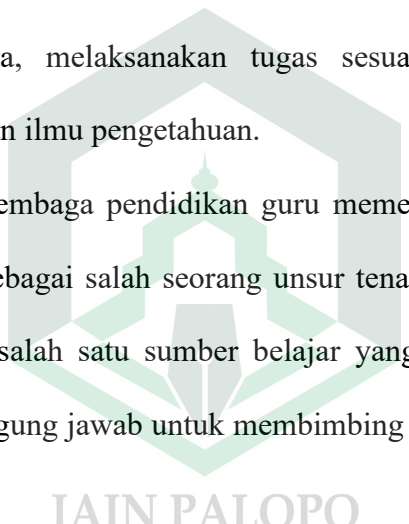 a, melaksanakan tugas sesua
n ilmu pengetahuan.
embaga pendidikan guru meme
ebagai salah seorang unsur tena
salah satu sumber belajar yang
gung jawab untuk membimbing
IAIN PALOPO